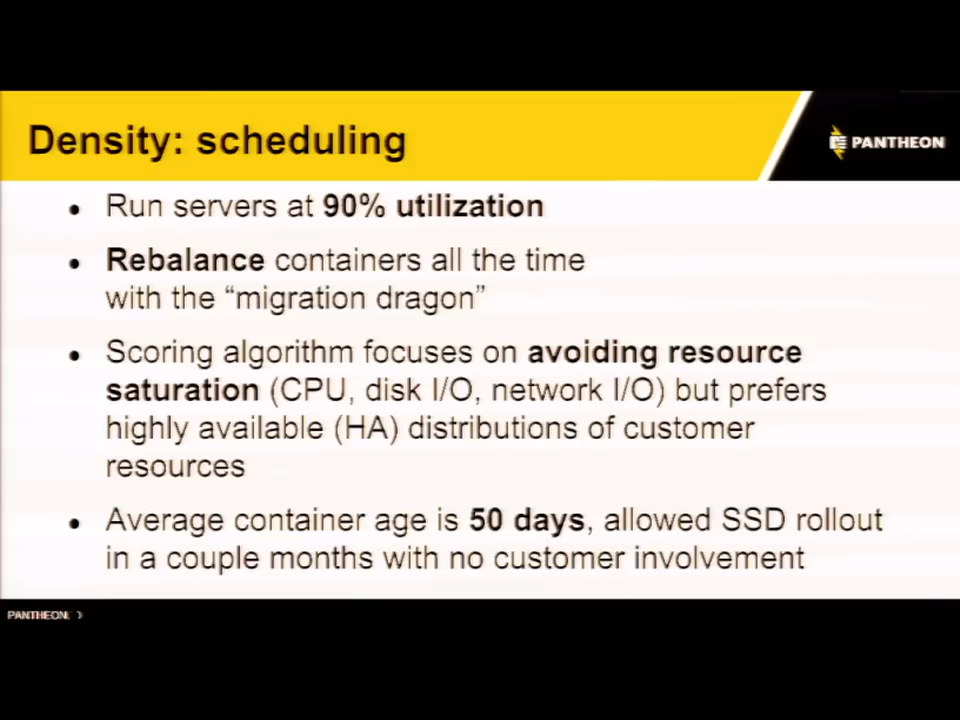 Density: scheduling
PANTHEON
• Run servers at 90% utilization
• Rebalance containers all the time
with the “migration dragon”
• Scoring algorithm focuses on avoiding resource
saturation (CPU, disk I/O, network I/O) but prefers
highly available (HA) distributions of customer
resources
• Average container age is 50 days, allowed SSD rollout
in a couple months with no customer involvement
PANTHEON